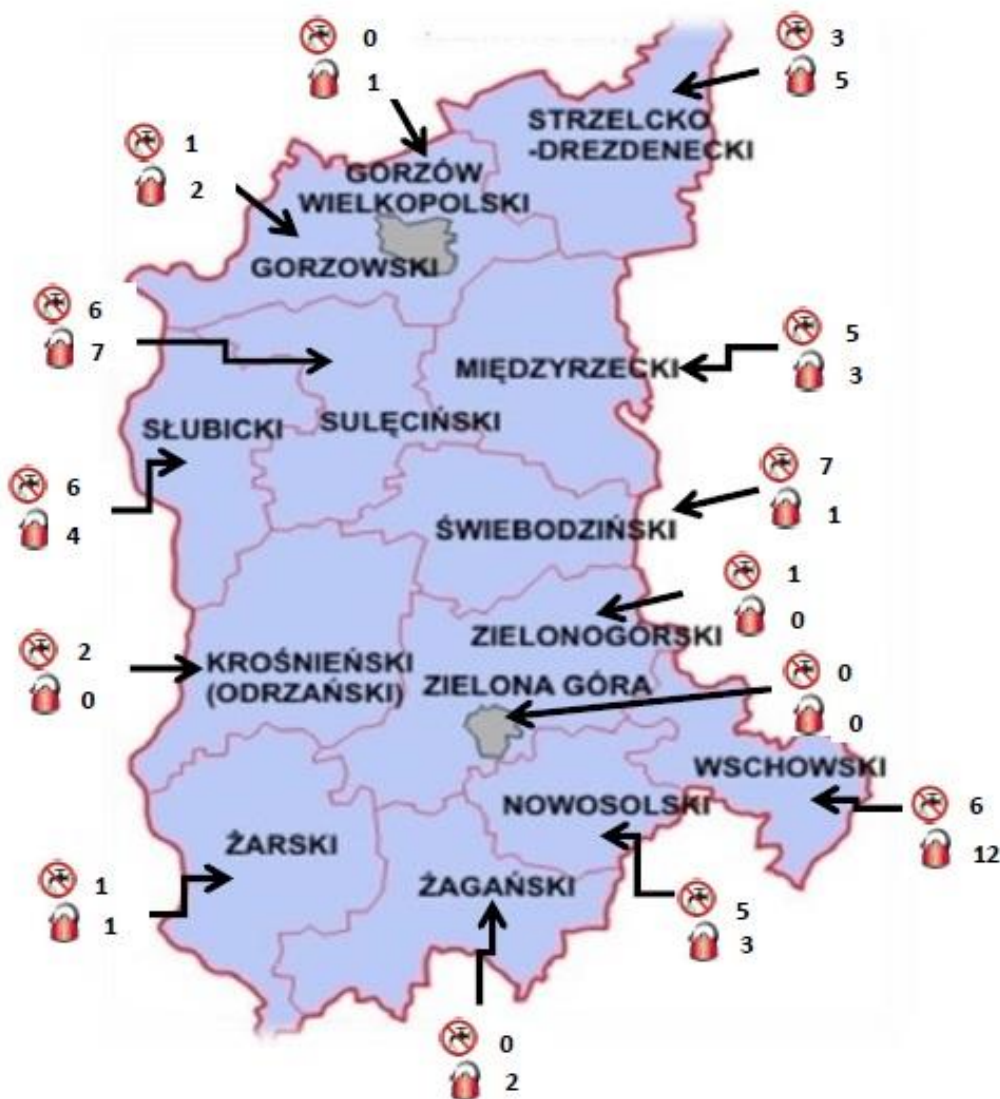 0
1
3
5
STRZELCKO
-DREZDENECKI
1
2
GORZÓW
WIELKOPOLSKI
GORZOWSKI
6
7
5
3
MIĘDZYRZECKI
SŁUBICKI
SULĘCIŃSKI
6
4
7
1
ŚWIEBODZIŃSKI
1
0
ZIELONOGÓRSKI
2
0
KROŚNIEŃSKI
(ODRZAŃSKI)
ZIELONA GÓRA
0
0
WSCHOWSKI
6
12
NOWOSOLSKI
ŻARSKI
ŻAGAŃSKI
1
1
5
3
0
2